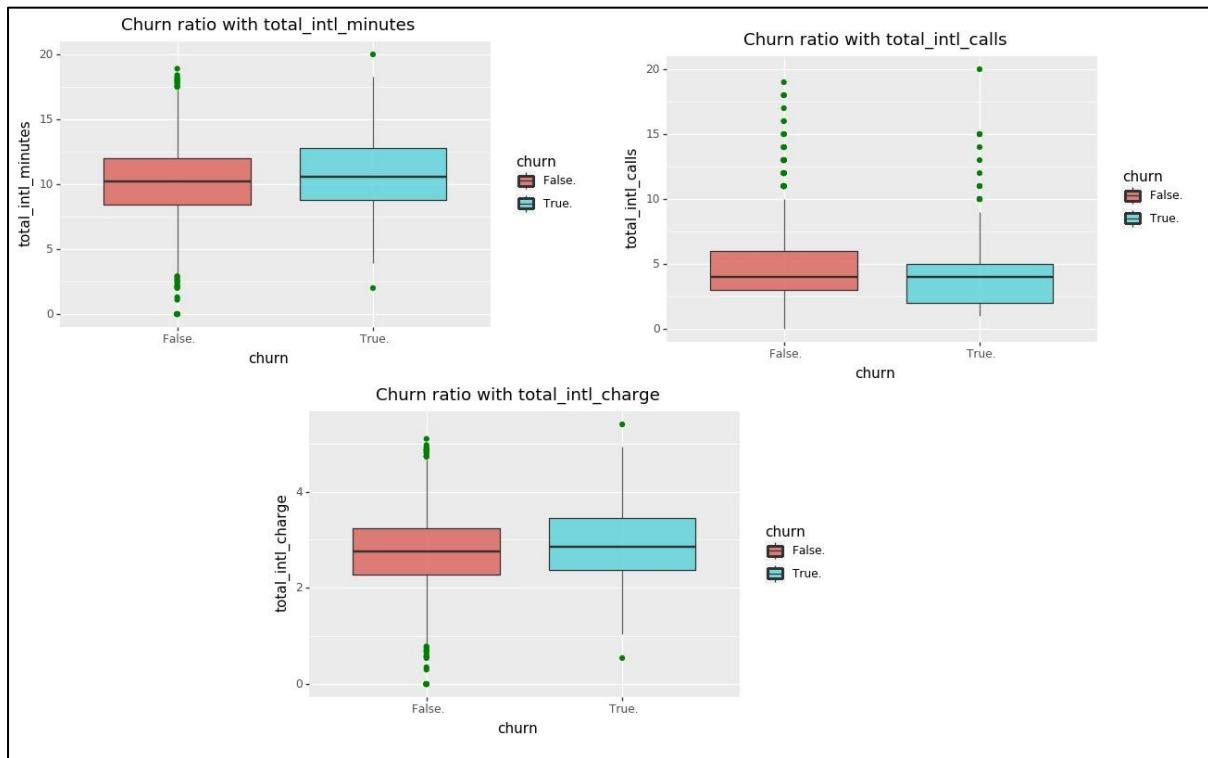 Churn ratio with total_intl_minutes
20
15
10
5
0
total_intl_minutes
False.
True.
churn
churn
False.
True.
Churn ratio with total_intl_calls
20
15
10
5
0
total_intl_calls
False.
True.
churn
churn
False.
True.
Churn ratio with total_intl_charge
4
2
0
total_intl_charge
False.
True.
churn
churn
False.
True.